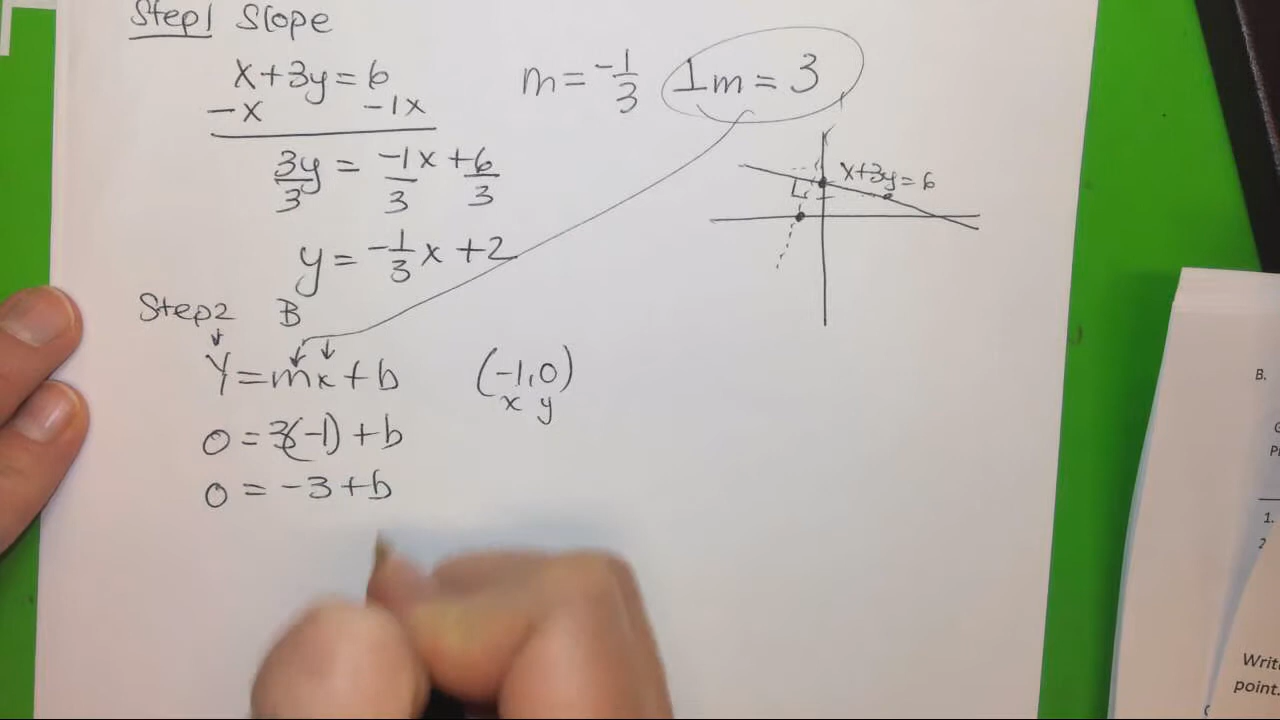 Step1 Slope
x+3y=6
-x -1x
3y/3 = -1x/3 + 6/3
y = -1/3 x + 2
m = -1/3 ⊥m = 3
x+3y=6
Step2 B
Y=mx+b (-1,0)
x y
0 = 3(-1) + b
0 = -3 + b
B.
1.
2
Writ
point.